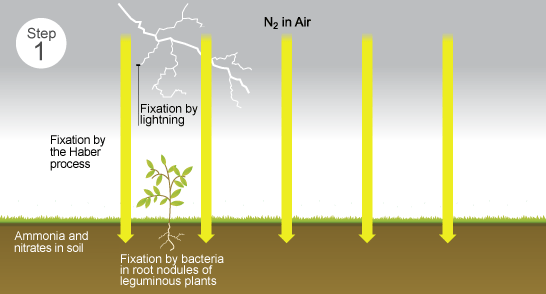 Step
1
N₂ in Air
Fixation by
lightning
Fixation by
the Haber
process
Ammonia and
nitrates in soil
Fixation by bacteria
in root nodules of
leguminous plants